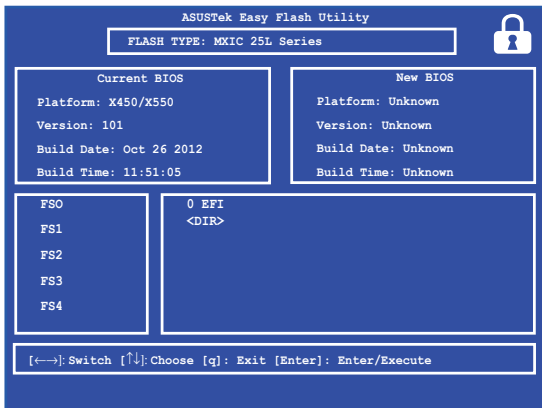 ASUSTek Easy Flash Utility
FLASH TYPE: MXIC 25L Series
Current BIOS
Platform: X450/X550
Version: 101
Build Date: Oct 26 2012
Build Time: 11:51:05
New BIOS
Platform: Unknown
Version: Unknown
Build Date: Unknown
Build Time: Unknown
FSO
FS1
FS2
FS3
FS4
0 EFI
<DIR>
[←→]: Switch [↑↓]: Choose [q]: Exit [Enter]: Enter/Execute